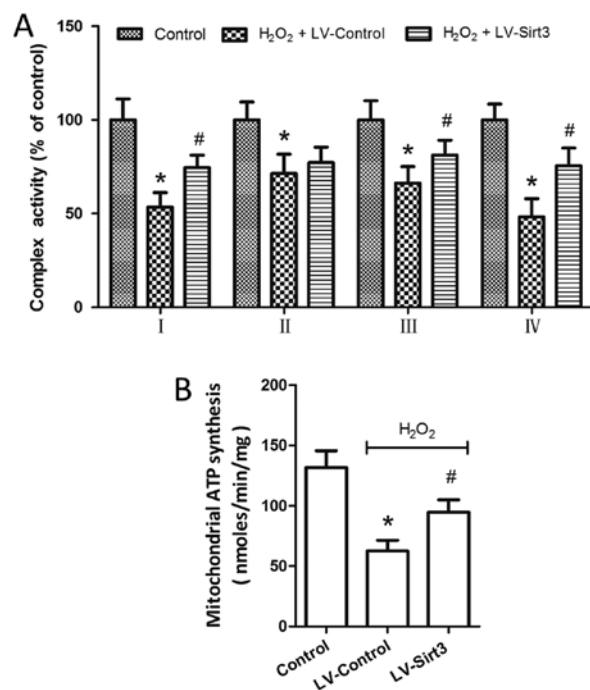 A
Control
H₂O₂ + LV-Control
H₂O₂ + LV-Sirt3
Complex activity (% of control)
150
100
50
0
*
#
*
*
#
*
#
I
II
III
IV
B
Mitochondrial ATP synthesis
( nmoles/min/mg )
200
150
100
50
0
H₂O₂
*
#
Control
LV-Control
LV-Sirt3